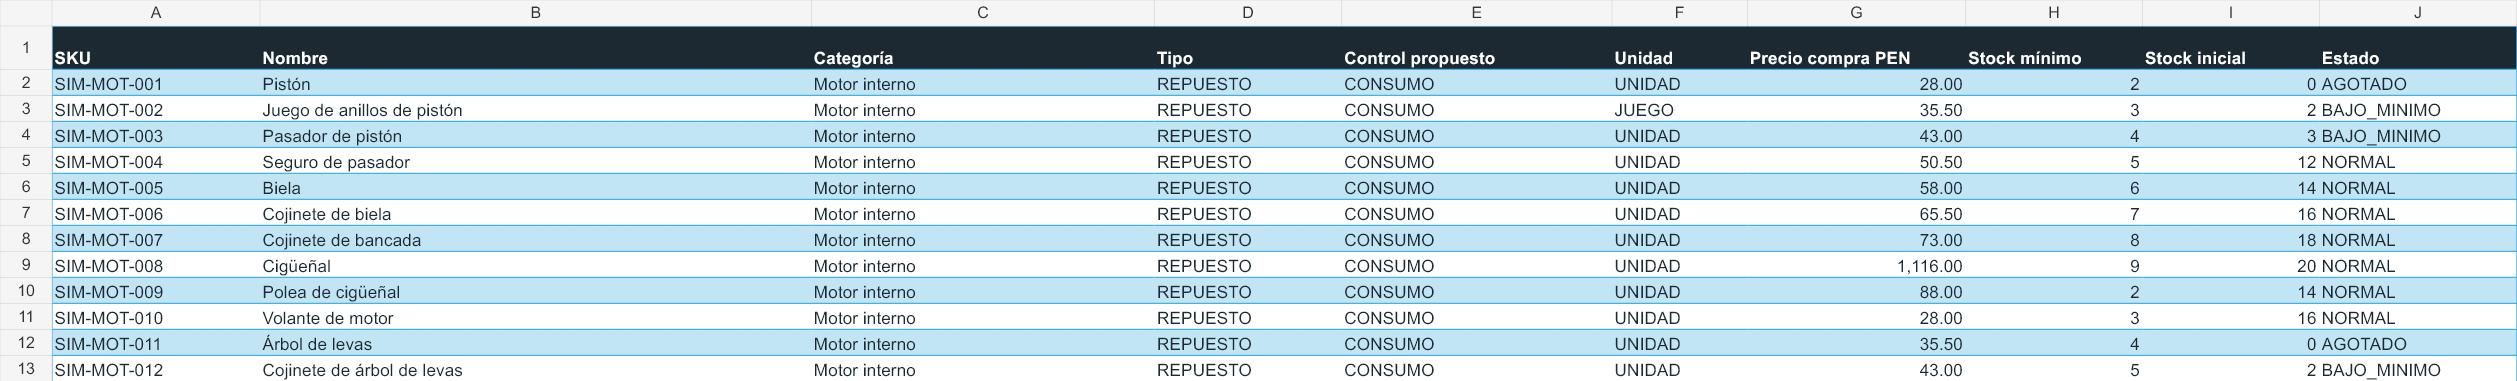 A B C D E F G H I J
1 SKU Nombre Categoría Tipo Control propuesto Unidad Precio compra PEN Stock mínimo Stock inicial Estado
2 SIM-MOT-001 Pistón Motor interno REPUESTO CONSUMO UNIDAD 28.00 2 0 AGOTADO
3 SIM-MOT-002 Juego de anillos de pistón Motor interno REPUESTO CONSUMO JUEGO 35.50 3 2 BAJO_MINIMO
4 SIM-MOT-003 Pasador de pistón Motor interno REPUESTO CONSUMO UNIDAD 43.00 4 3 BAJO_MINIMO
5 SIM-MOT-004 Seguro de pasador Motor interno REPUESTO CONSUMO UNIDAD 50.50 5 12 NORMAL
6 SIM-MOT-005 Biela Motor interno REPUESTO CONSUMO UNIDAD 58.00 6 14 NORMAL
7 SIM-MOT-006 Cojinete de biela Motor interno REPUESTO CONSUMO UNIDAD 65.50 7 16 NORMAL
8 SIM-MOT-007 Cojinete de bancada Motor interno REPUESTO CONSUMO UNIDAD 73.00 8 18 NORMAL
9 SIM-MOT-008 Cigüeñal Motor interno REPUESTO CONSUMO UNIDAD 1,116.00 9 20 NORMAL
10 SIM-MOT-009 Polea de cigüeñal Motor interno REPUESTO CONSUMO UNIDAD 88.00 2 14 NORMAL
11 SIM-MOT-010 Volante de motor Motor interno REPUESTO CONSUMO UNIDAD 28.00 3 16 NORMAL
12 SIM-MOT-011 Árbol de levas Motor interno REPUESTO CONSUMO UNIDAD 35.50 4 0 AGOTADO
13 SIM-MOT-012 Cojinete de árbol de levas Motor interno REPUESTO CONSUMO UNIDAD 43.00 5 2 BAJO_MINIMO